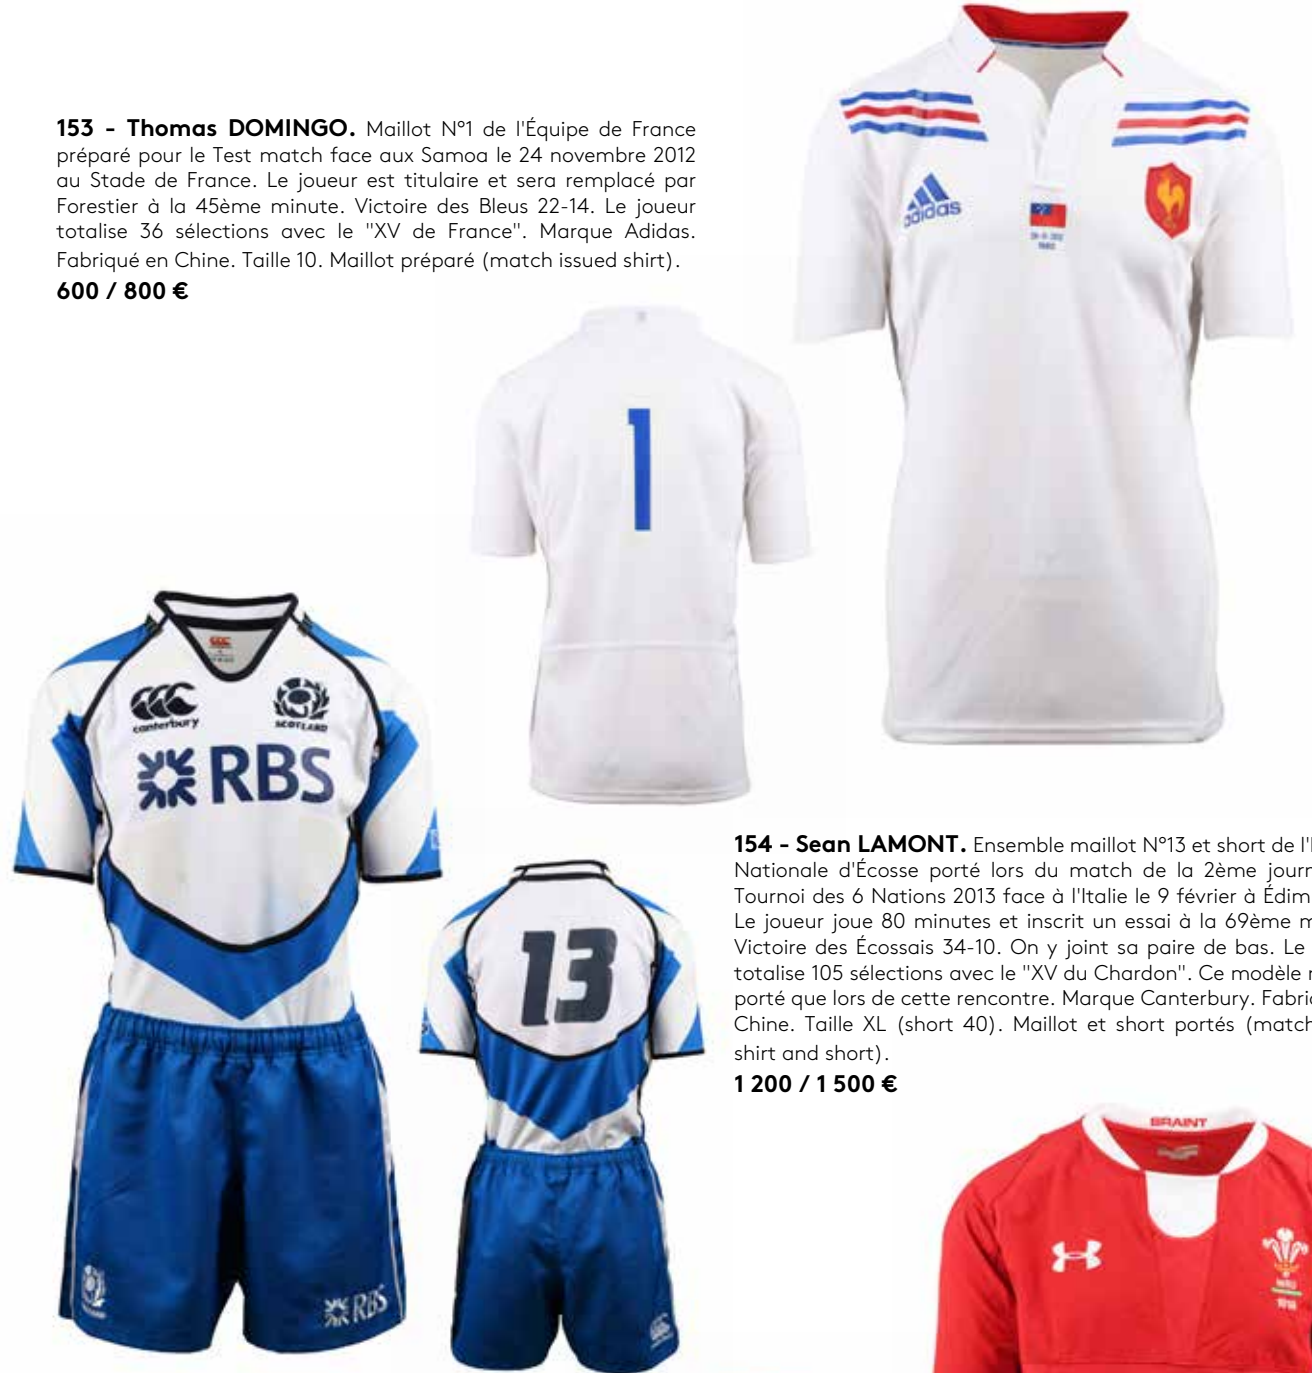 153 - Thomas DOMINGO. Maillot N°1 de l'Équipe de France
préparé pour le Test match face aux Samoa le 24 novembre 2012
au Stade de France. Le joueur est titulaire et sera remplacé par
Forestier à la 45ème minute. Victoire des Bleus 22-14. Le joueur
totalise 36 sélections avec le "XV de France". Marque Adidas.
Fabriqué en Chine. Taille 10. Maillot préparé (match issued shirt).
600 / 800 €
adidas
1
canterbury
SCOTLAND
RBS
13
RBS
154 - Sean LAMONT. Ensemble maillot N°13 et short de l'
Nationale d'Écosse porté lors du match de la 2ème journ
Tournoi des 6 Nations 2013 face à l'Italie le 9 février à Édim
Le joueur joue 80 minutes et inscrit un essai à la 69ème m
Victoire des Écossais 34-10. On y joint sa paire de bas. Le
totalise 105 sélections avec le "XV du Chardon". Ce modèle
porté que lors de cette rencontre. Marque Canterbury. Fabri
Chine. Taille XL (short 40). Maillot et short portés (match
shirt and short).
1 200 / 1 500 €
BRAINT
WRU